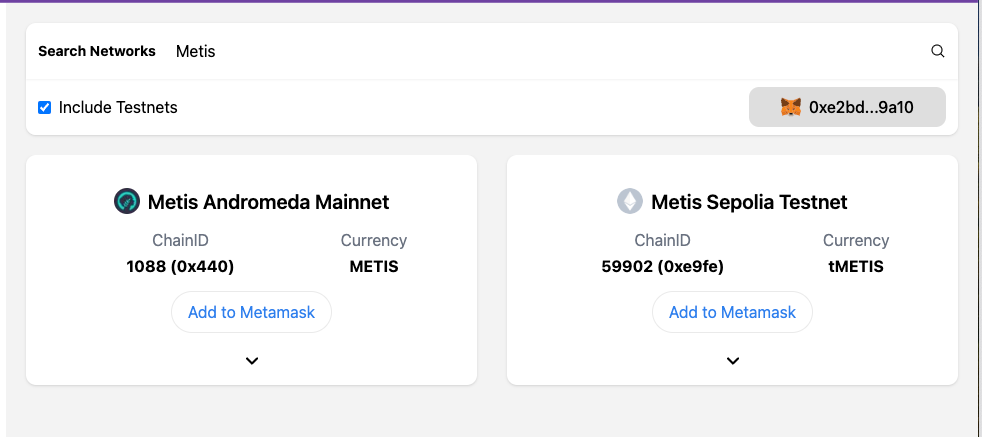 Search Networks Metis
Include Testnets 0xe2bd...9a10
Metis Andromeda Mainnet
ChainID Currency
1088 (0x440) METIS
Add to Metamask
Metis Sepolia Testnet
ChainID Currency
59902 (0xe9fe) tMETIS
Add to Metamask